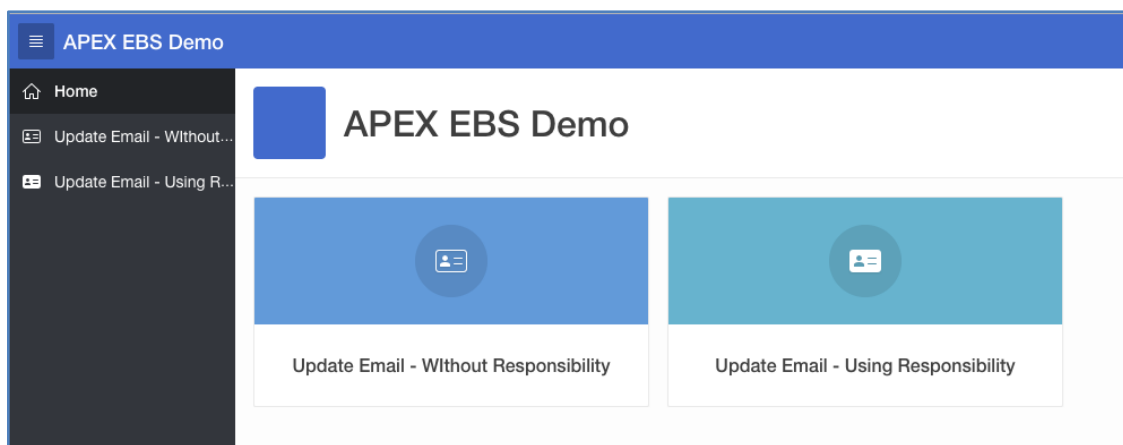 APEX EBS Demo
Home
Update Email - WIthout...
Update Email - Using R...
APEX EBS Demo
Update Email - WIthout Responsibility
Update Email - Using Responsibility